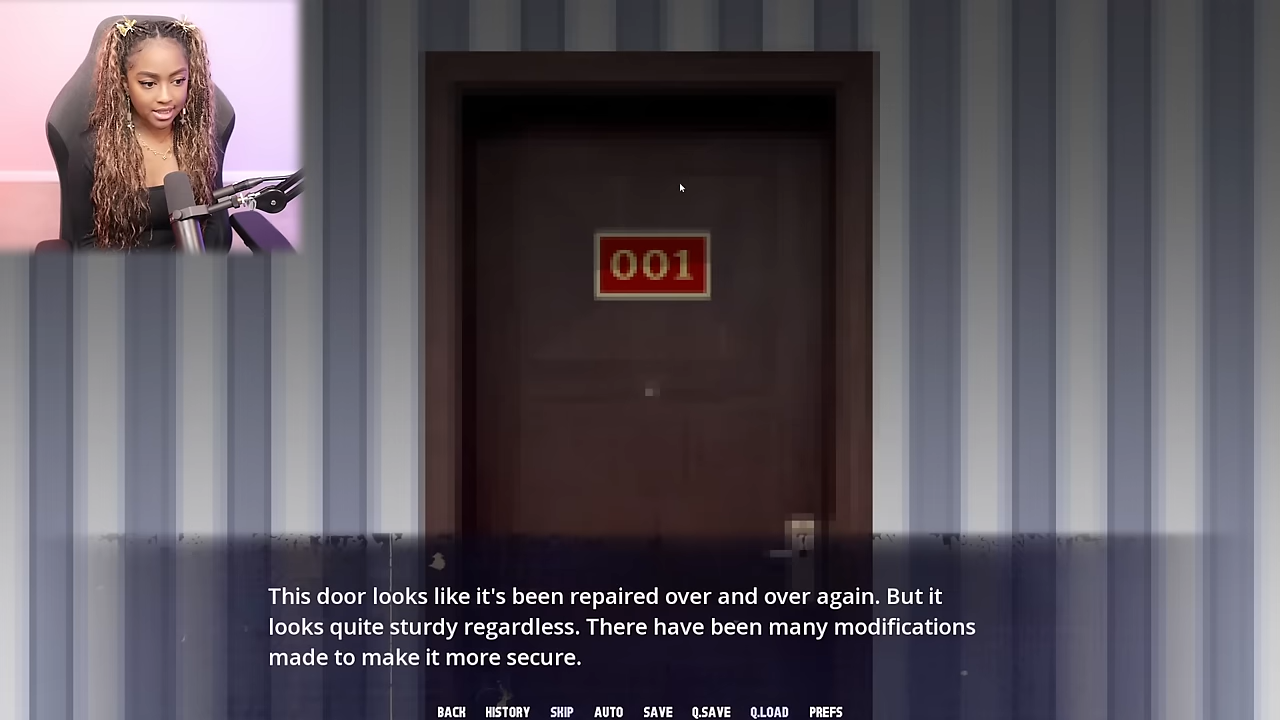 001
This door looks like it's been repaired over and over again. But it
looks quite sturdy regardless. There have been many modifications
made to make it more secure.
BACK HISTORY SKIP AUTO SAVE Q.SAVE Q.LOAD PREFS